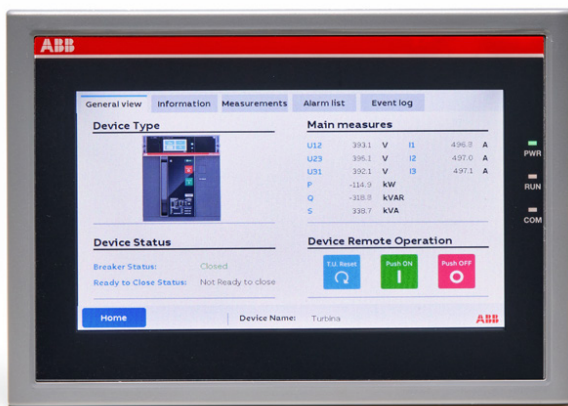 ABB
General view Information Measurements Alarm list Event log
Device Type
Main measures
U12 393.1 V I1 496.8 A
U23 396.1 V I2 497.0 A
U31 392.1 V I3 497.1 A
P -114.9 kW
Q -318.8 kVAR
S 338.7 kVA
PWR
RUN
COM
Device Status
Breaker Status: Closed
Ready to Close Status: Not Ready to close
Device Remote Operation
T.U. Reset Push ON Push OFF
Home Device Name: Turbina ABB